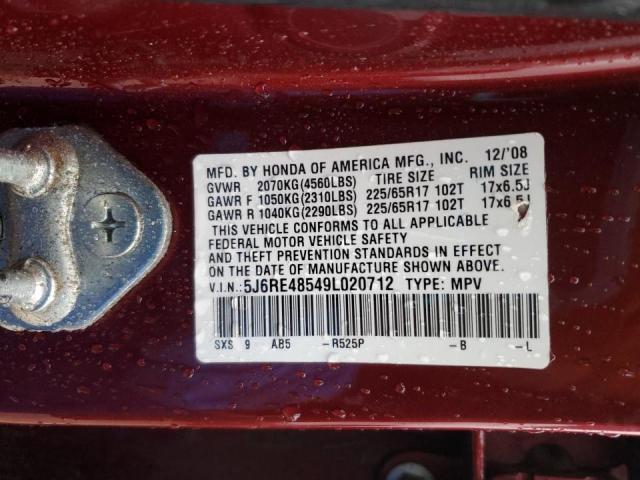 MFD. BY HONDA OF AMERICA MFG., INC. 12/'08
GVWR 2070KG(4560LBS) TIRE SIZE RIM SIZE
GAWR F 1050KG(2310LBS) 225/65R17 102T 17x6.5J
GAWR R 1040KG(2290LBS) 225/65R17 102T 17x6.5J
THIS VEHICLE CONFORMS TO ALL APPLICABLE
FEDERAL MOTOR VEHICLE SAFETY
AND THEFT PREVENTION STANDARDS IN EFFECT
ON THE DATE OF MANUFACTURE SHOWN ABOVE.
V.I.N.:5J6RE48549L020712 TYPE: MPV
SXS 9 AB5 -R525P -B -L